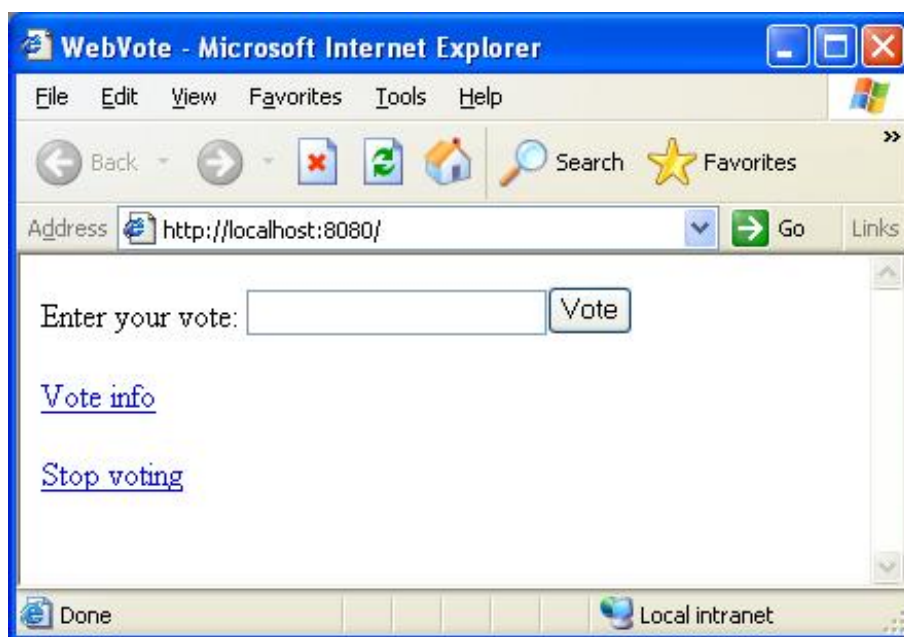 WebVote - Microsoft Internet Explorer
File Edit View Favorites Tools Help
Back Search Favorites »
Address http://localhost:8080/ Go Links
Enter your vote: Vote
Vote info
Stop voting
Done Local intranet